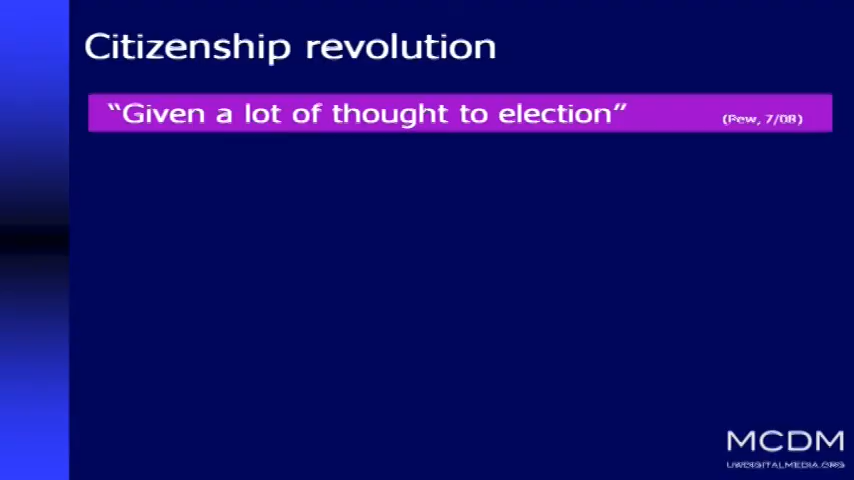 Citizenship revolution
“Given a lot of thought to election” (Pew, 7/08)
MCDM
UWDIGITALMEDIA.ORG